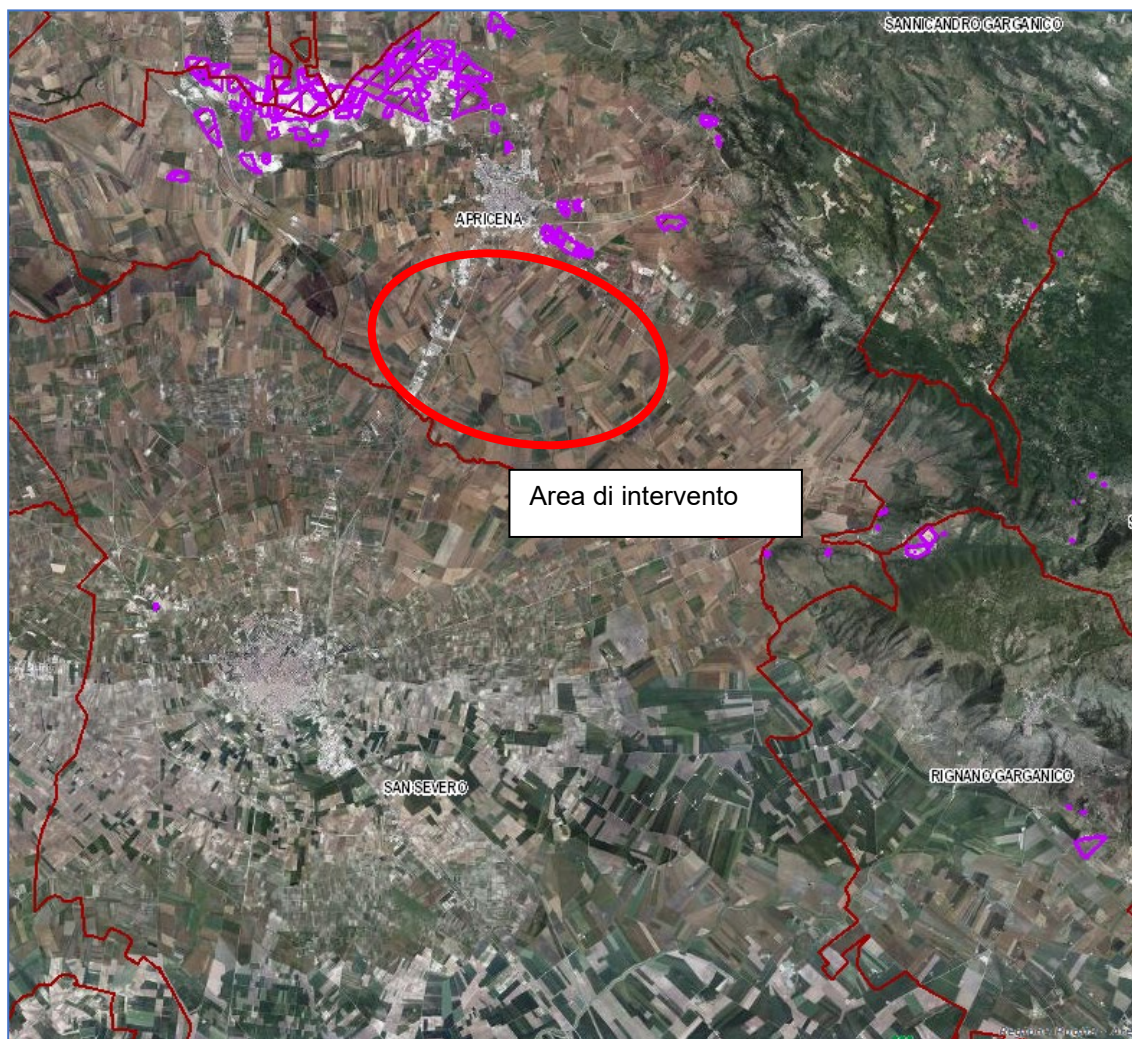 SANNICANDRO GARGANICO
APRICENA
Area di intervento
S
RIGNANO GARGANICO
SAN SEVERO